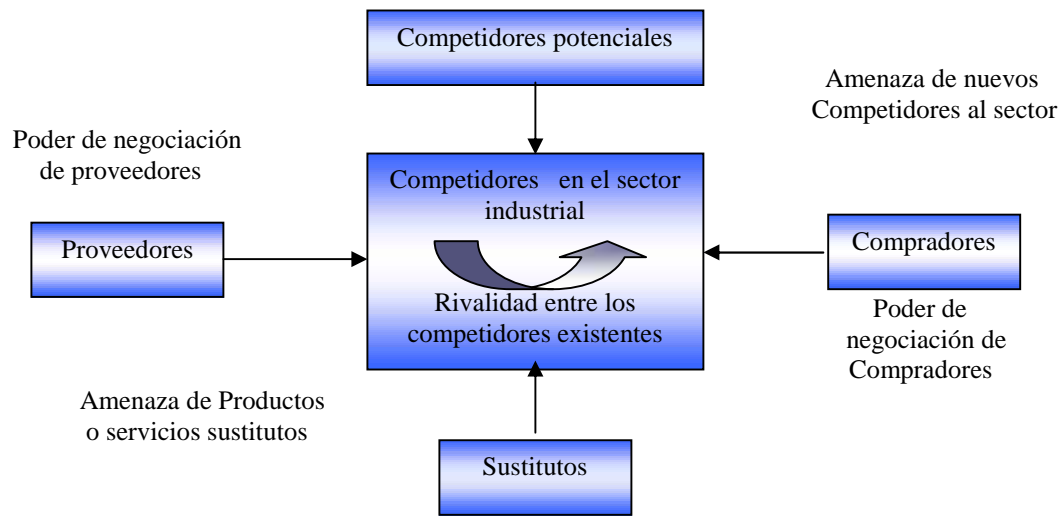 Competidores potenciales
Amenaza de nuevos
Competidores al sector
Poder de negociación
de proveedores
Competidores en el sector
industrial
Proveedores
Compradores
Rivalidad entre los
competidores existentes
Poder de
negociación de
Compradores
Amenaza de Productos
o servicios sustitutos
Sustitutos